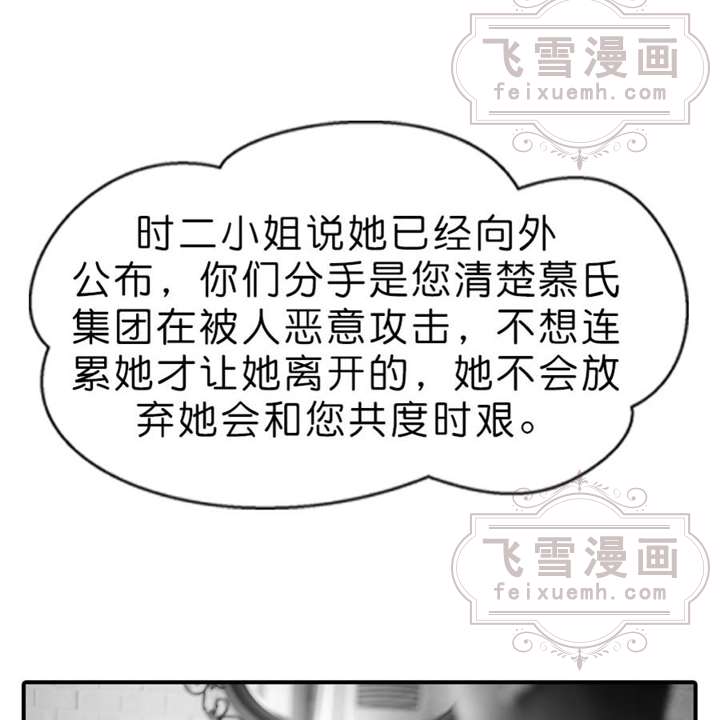 飞雪漫画
feixuemh.com
时二小姐说她已经向外
公布，你们分手是您清楚慕氏
集团在被人恶意攻击，不想连
累她才让她离开的，她不会放
弃她会和您共度时艰。
飞雪漫画
feixuemh.com